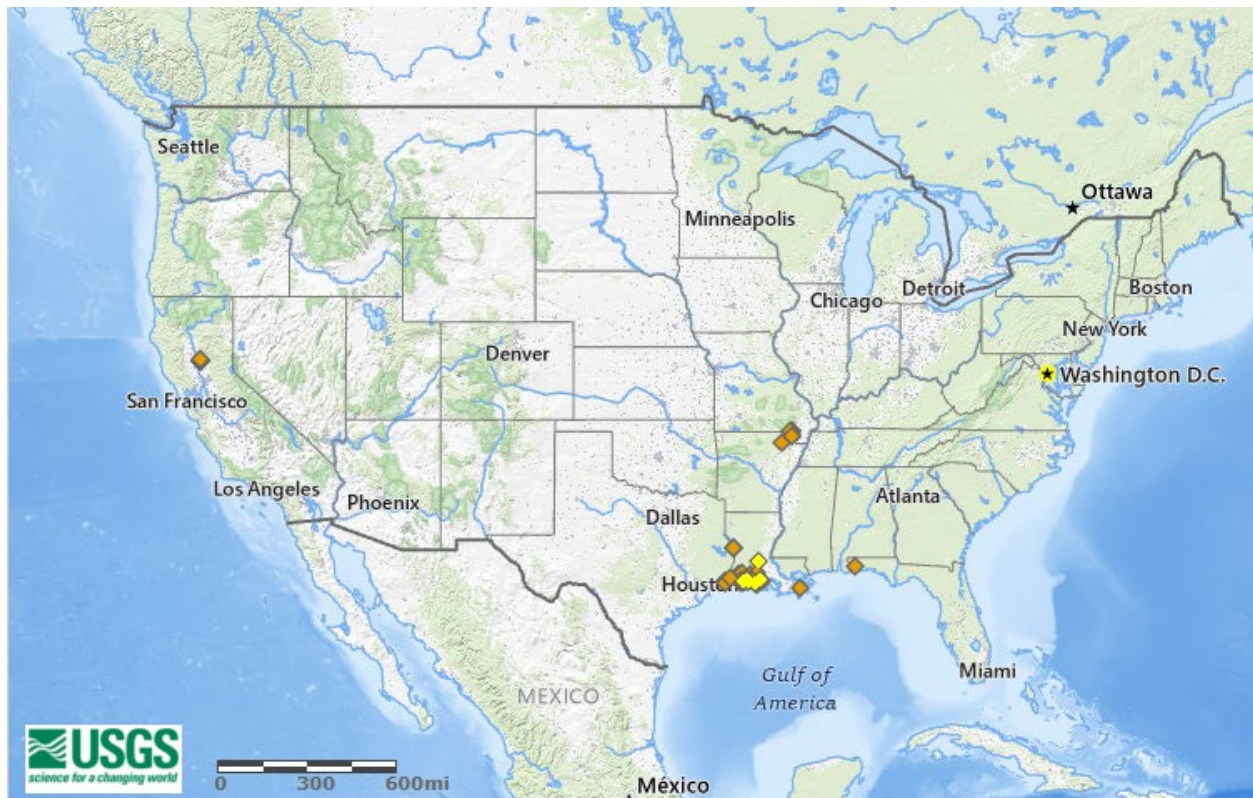 Seattle
Ottawa
Minneapolis
Boston
Detroit
Chicago
New York
Denver
Washington D.C.
San Francisco
Los Angeles
Phoenix
Atlanta
Dallas
Houston
Miami
Gulf of
America
MEXICO
USGS
science for a changing world
0 300 600mi
México